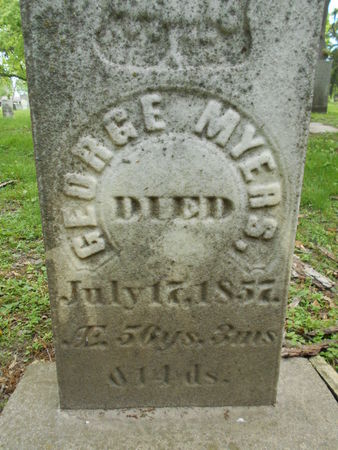 GEORGE MYERS.
DIED
July 17, 1857.
Æ. 56 ys. 3 ms
& 14 ds.